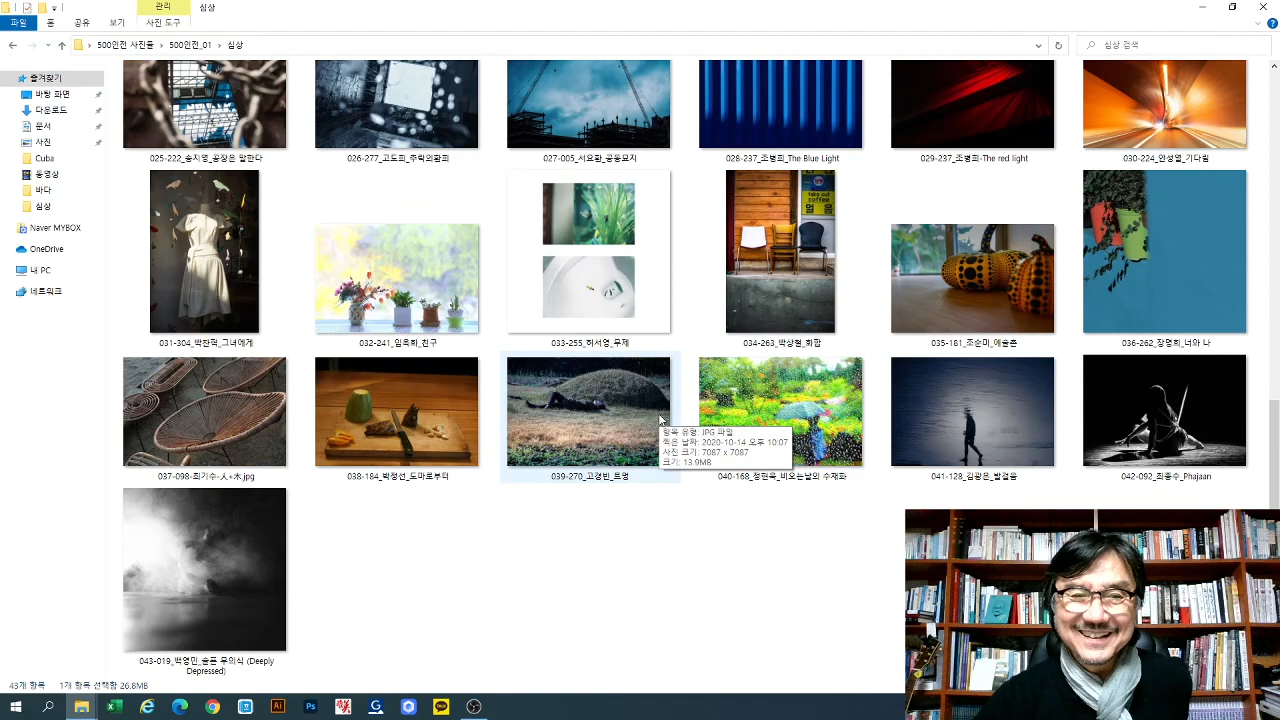 관리
심상
파일
홈
공유
보기
사진 도구
500인전 사진들 > 500인전_01 > 심상
심상 검색
즐겨찾기
바탕 화면
다운로드
문서
사진
Cuba
동영상
바다
심상
Naver MYBOX
OneDrive
내 PC
네트워크
025-222_송지영_공장은 말한다
026-277_고도희_추락의환희
027-005_서요광_공동묘지
028-237_조병희_The Blue Light
029-237_조병희-The red light
030-224_안성열_기다림
take out
coffee
얼음
031-304_박찬현_그녀에게
032-241_임육희_친구
033-255_허서영_무제
034-263_박상철_화합
035-181_조순미_애술촌
036-262_장명희_너와 나
037-098-최기수-人+木.jpg
038-184_박정선_도마로부터
039-270_고경빈_트멍
040-168_정현옥_비오는날의 수채화
041-128_김광은_발걸음
042-092_최종수_Phajaan
항목 유형: JPG 파일
찍은 날짜: 2020-10-14 오후 10:07
사진 크기: 7087 x 7087
크기: 13.9MB
043-019_백영민_슬픈 무의식 (Deeply
Depressed)
43개 항목
1개 항목 선택함 26.8MB